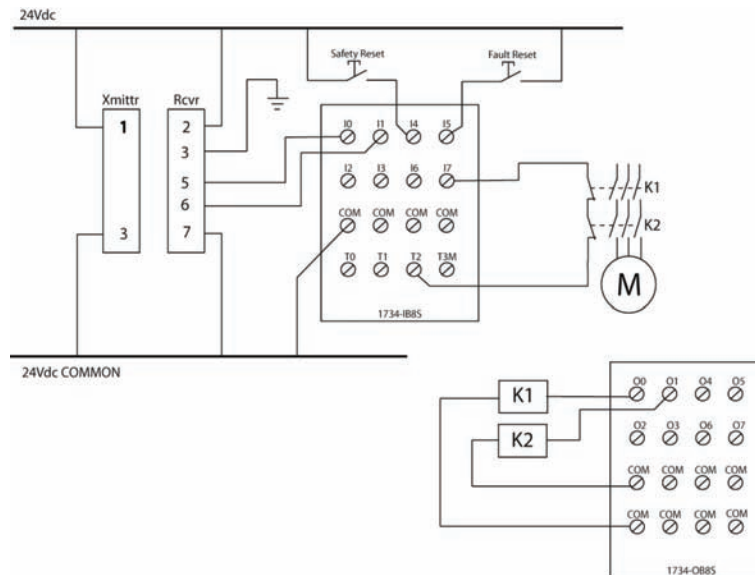 24Vdc
Safety Reset
Fault Reset
Xmittr
Rcvr
1
3
2
3
5
6
7
I0 I1 I4 I5
I2 I3 I6 I7
COM COM COM COM
T0 T1 T2 T3M
1734-IB8S
K1
K2
M
24Vdc COMMON
K1
K2
O0 O1 O4 O5
O2 O3 O6 O7
COM COM COM COM
COM COM COM COM
1734-OB8S